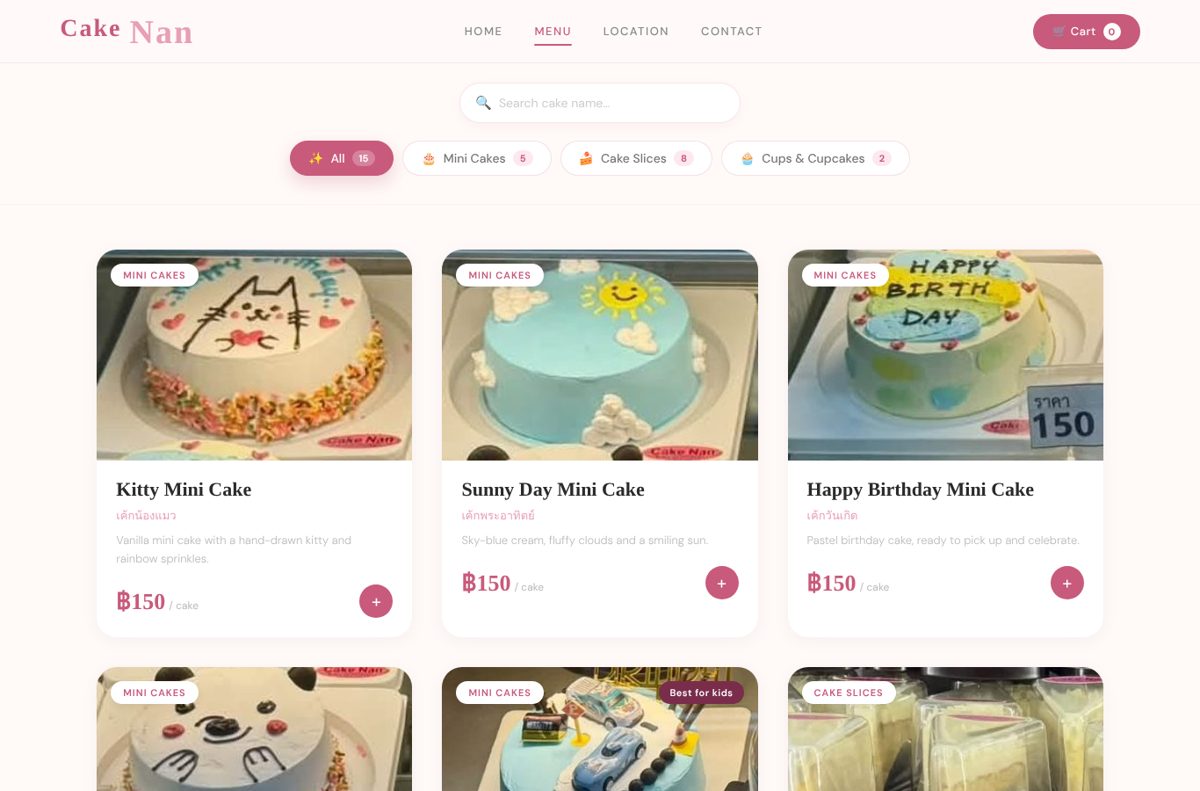 Cake Nan
HOME MENU LOCATION CONTACT
Cart 0
Search cake name...
All 15
Mini Cakes 5
Cake Slices 8
Cups & Cupcakes 2
MINI CAKES
Kitty Mini Cake
เค้กน้องแมว
Vanilla mini cake with a hand-drawn kitty and
rainbow sprinkles.
฿150 / cake
+
Cake Nan
MINI CAKES
Sunny Day Mini Cake
เค้กพระอาทิตย์
Sky-blue cream, fluffy clouds and a smiling sun.
฿150 / cake
+
Cake Nan
MINI CAKES
HAPPY
BIRTH
DAY
ราคา
150
Happy Birthday Mini Cake
เค้กวันเกิด
Pastel birthday cake, ready to pick up and celebrate.
฿150 / cake
+
MINI CAKES
MINI CAKES
Best for kids
CAKE SLICES